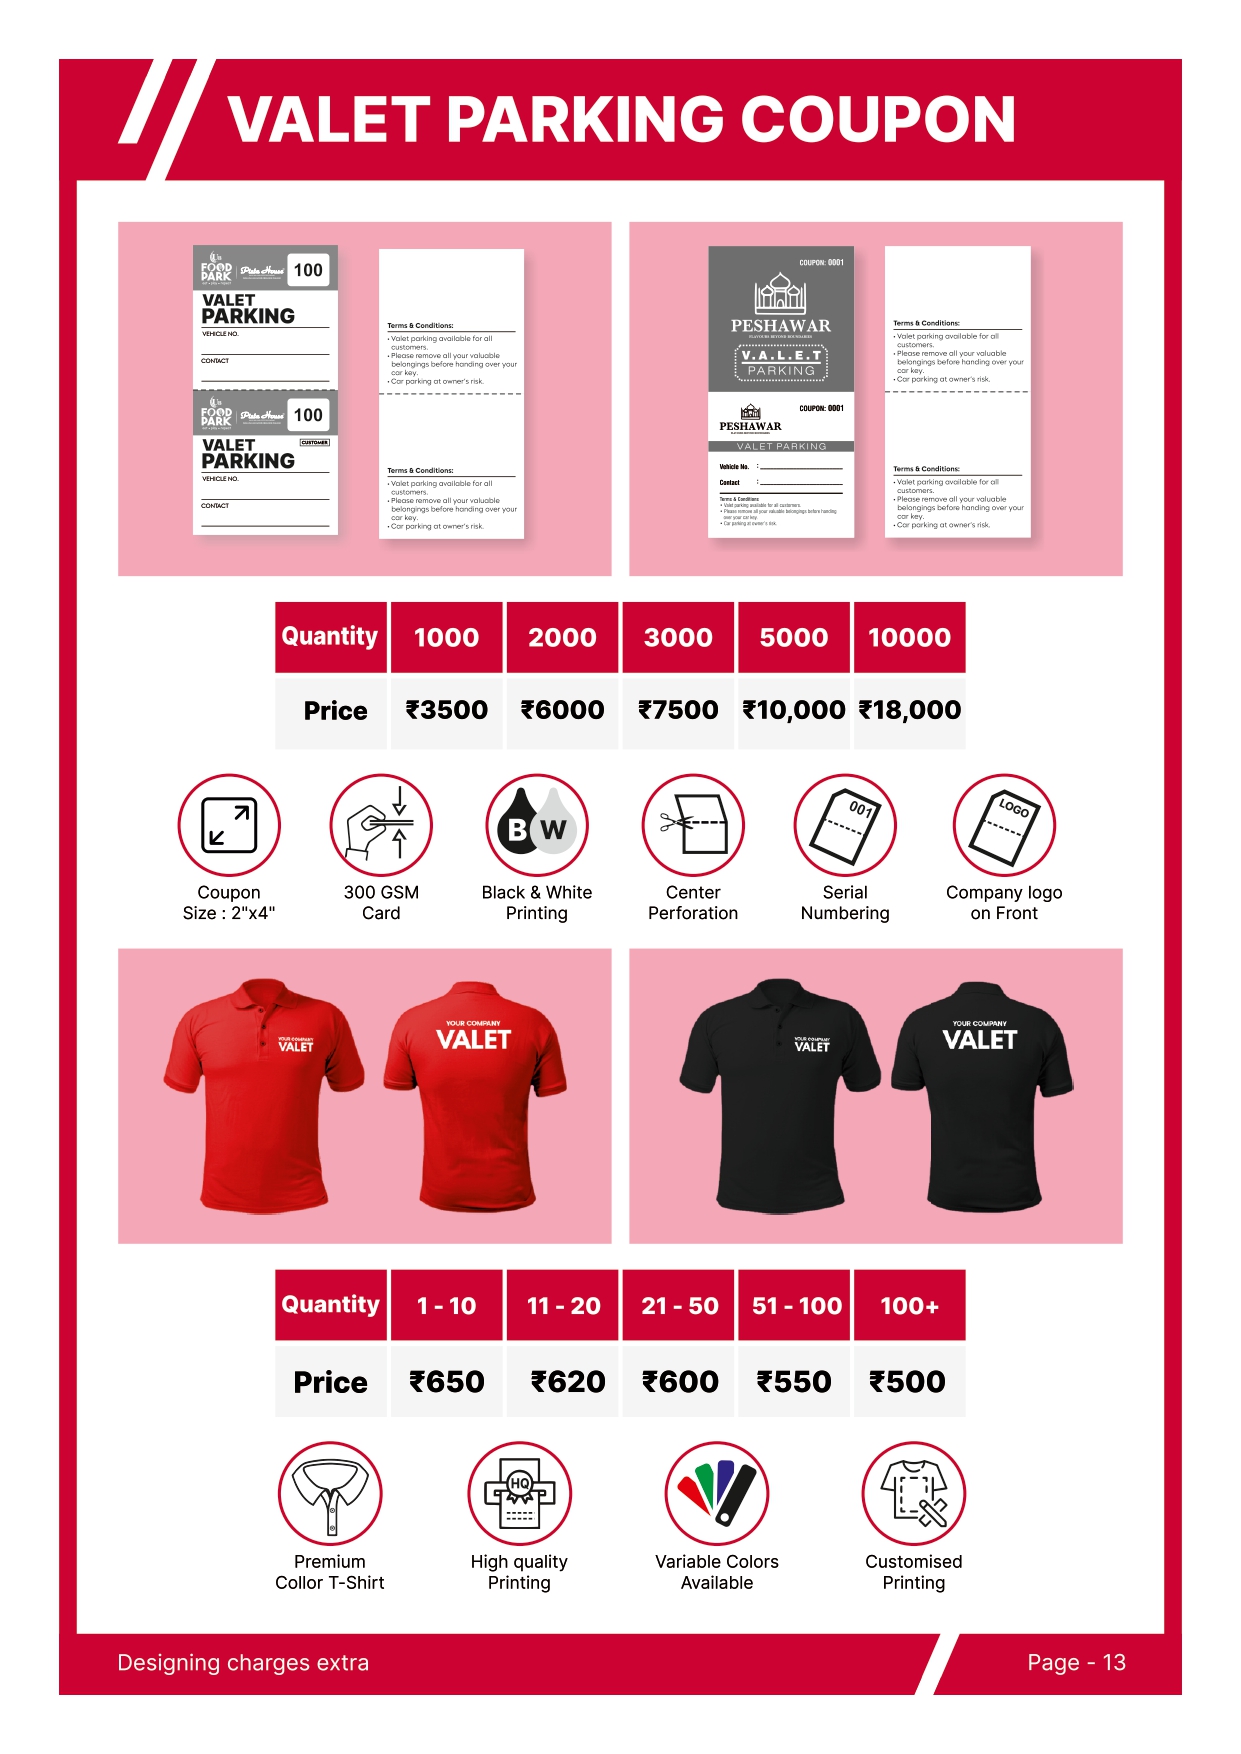 VALET PARKING COUPON
FOOD PARK
Pista House
100
VALET
PARKING
VEHICLE NO.
CONTACT
FOOD PARK
Pista House
100
VALET
CUSTOMER
PARKING
VEHICLE NO.
CONTACT
Terms & Conditions:
• Valet parking available for all
customers.
• Please remove all your valuable
belongings before handing over your
car key.
• Car parking at owner's risk.
Terms & Conditions:
• Valet parking available for all
customers.
• Please remove all your valuable
belongings before handing over your
car key.
• Car parking at owner's risk.
COUPON: 0001
PESHAWAR
FLAVOURS BEYOND BOUNDARIES
V.A.L.E.T
PARKING
COUPON: 0001
PESHAWAR
VALET PARKING
Vehicle No. :
Contact :
Terms & Conditions
• Valet parking available for all customers.
• Please remove all your valuable belongings before handing
over your car key.
• Car parking at owner's risk.
Terms & Conditions:
• Valet parking available for all
customers.
• Please remove all your valuable
belongings before handing over your
car key.
• Car parking at owner's risk.
Terms & Conditions:
• Valet parking available for all
customers.
• Please remove all your valuable
belongings before handing over your
car key.
• Car parking at owner's risk.
Quantity 1000 2000 3000 5000 10000
Price ₹3500 ₹6000 ₹7500 ₹10,000 ₹18,000
B W
001
LOGO
Coupon
Size : 2"x4"
300 GSM
Card
Black & White
Printing
Center
Perforation
Serial
Numbering
Company logo
on Front
YOUR COMPANY
VALET
YOUR COMPANY
VALET
YOUR COMPANY
VALET
YOUR COMPANY
VALET
Quantity 1 - 10 11 - 20 21 - 50 51 - 100 100+
Price ₹650 ₹620 ₹600 ₹550 ₹500
HQ
Premium
Collor T-Shirt
High quality
Printing
Variable Colors
Available
Customised
Printing
Designing charges extra
Page - 13